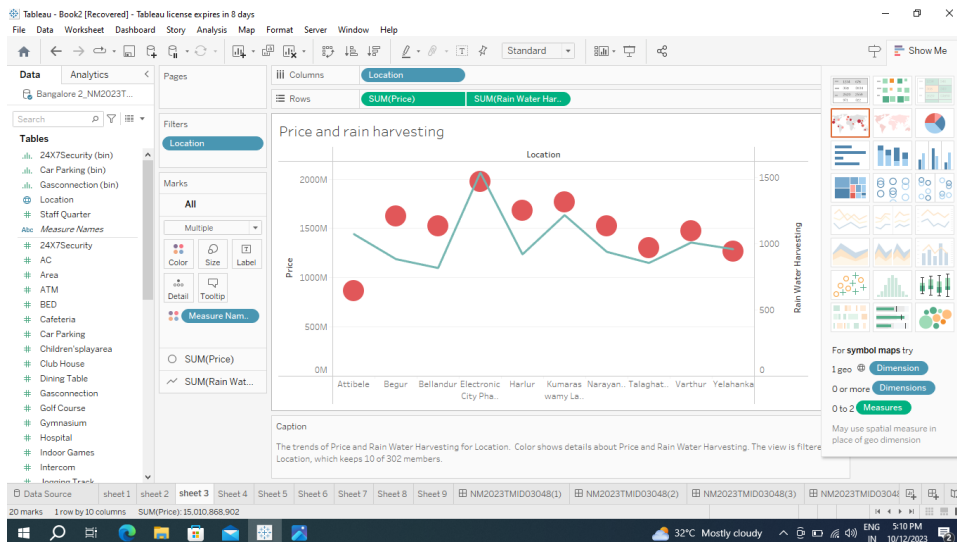 Tableau - Book2 [Recovered] - Tableau license expires in 8 days
File Data Worksheet Dashboard Story Analysis Map Format Server Window Help
Standard
Show Me
Data Analytics
Bangalore 2_NM2023T...
Search
Tables
24X7Security (bin)
Car Parking (bin)
Gasconnection (bin)
Location
Staff Quarter
Abc Measure Names
24X7Security
AC
Area
ATM
BED
Cafeteria
Car Parking
Children'splayarea
Club House
Dining Table
Gasconnection
Golf Course
Gymnasium
Hospital
Indoor Games
Intercom
Jogging Track
Pages
Filters
Location
Marks
All
Multiple
Color Size Label
Detail Tooltip
Measure Nam..
SUM(Price)
SUM(Rain Wat...
Columns Location
Rows SUM(Price) SUM(Rain Water Har..
Price and rain harvesting
Location
2000M
1500M
1000M
500M
0M
Price
1500
1000
500
0
Rain Water Harvesting
Attibele Begur Bellandur Electronic City Pha.. Harlur Kumaras wamy La.. Narayan.. Talaghat.. Varthur Yelahanka
Caption
The trends of Price and Rain Water Harvesting for Location. Color shows details about Price and Rain Water Harvesting. The view is filtere
Location, which keeps 10 of 302 members.
For symbol maps try
1 geo Dimension
0 or more Dimensions
0 to 2 Measures
May use spatial measure in
place of geo dimension
Data Source sheet 1 sheet 2 sheet 3 Sheet 4 Sheet 5 Sheet 6 Sheet 7 Sheet 8 Sheet 9 NM2023TMID03048(1) NM2023TMID03048(2) NM2023TMID03048(3) NM2023TMID0304
20 marks 1 row by 10 columns SUM(Price): 15,010,868,902
32°C Mostly cloudy
ENG
IN
5:10 PM
10/12/2023
2